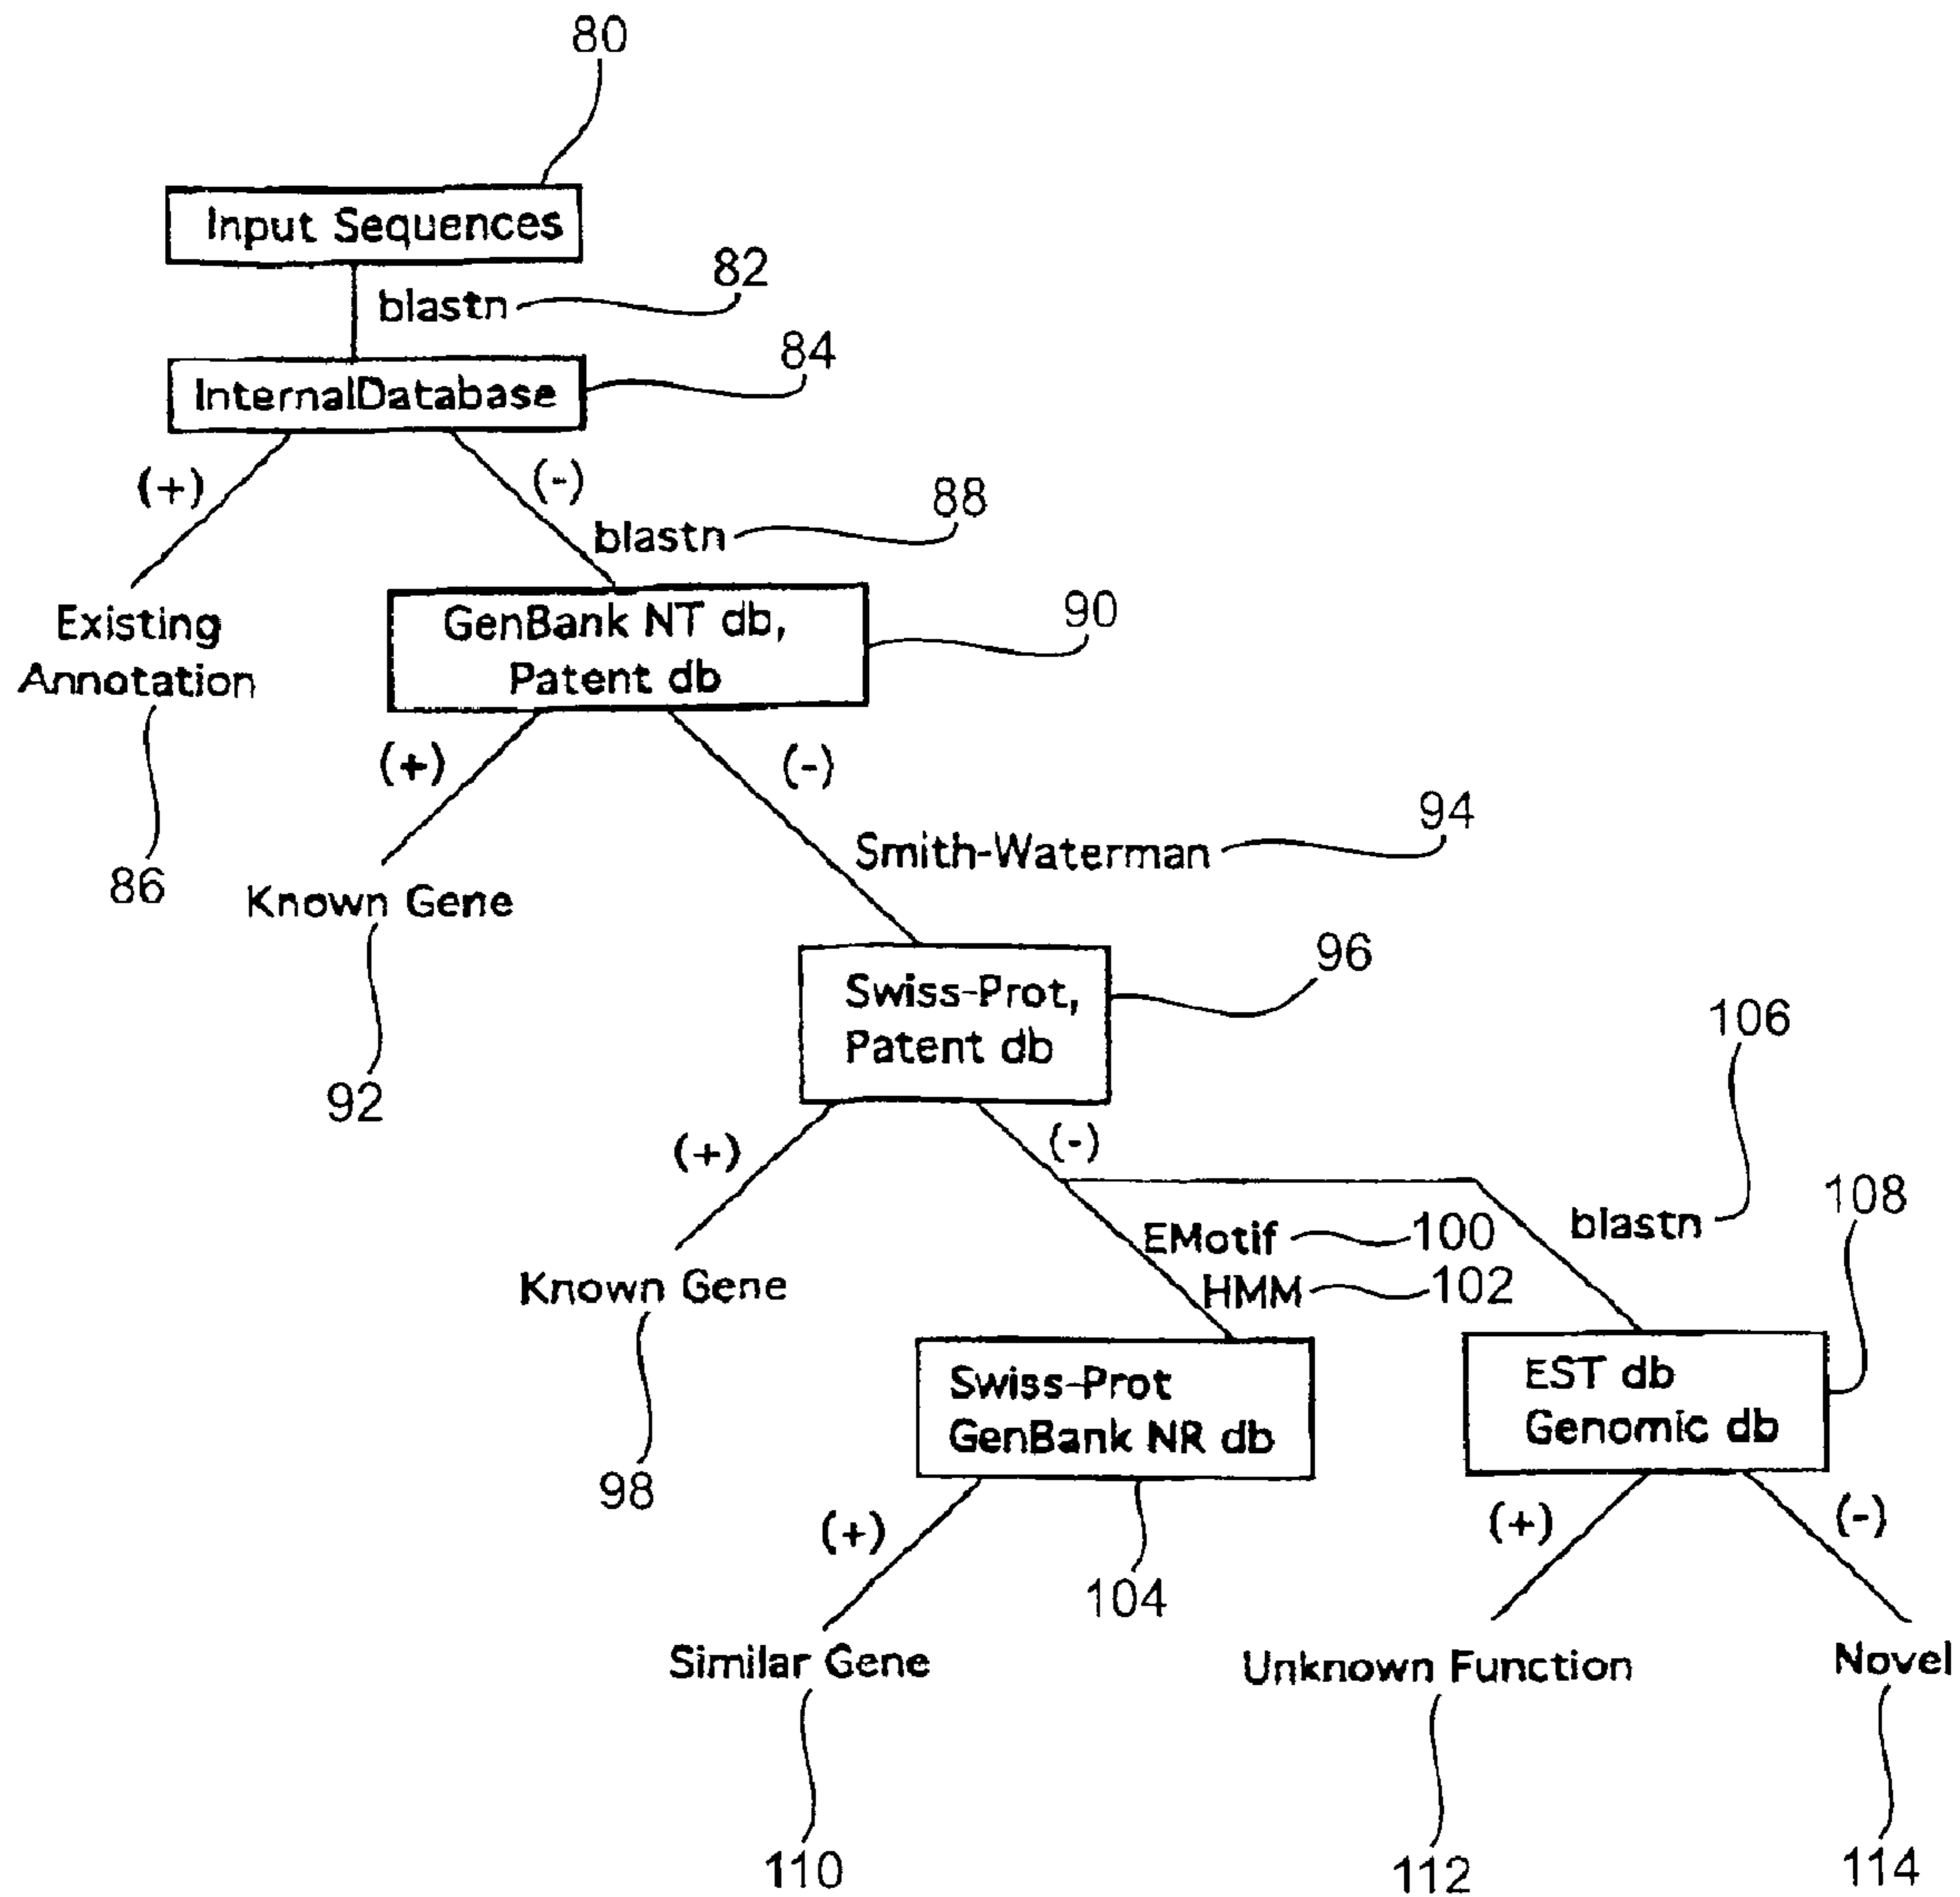 80
Input Sequences
82
blastn
84
InternalDatabase
(+)
(-)
88
blastn
Existing
Annotation
90
GenBank NT db,
Patent db
86
(+)
(-)
94
Smith-Waterman
Known Gene
92
96
Swiss-Prot,
Patent db
106
(+)
(-)
108
blastn
EMotif
100
HMM
102
Known Gene
98
Swiss-Prot
GenBank NR db
EST db
Genomic db
(+)
104
(+)
(-)
Similar Gene
Unknown Function
Novel
110
112
114